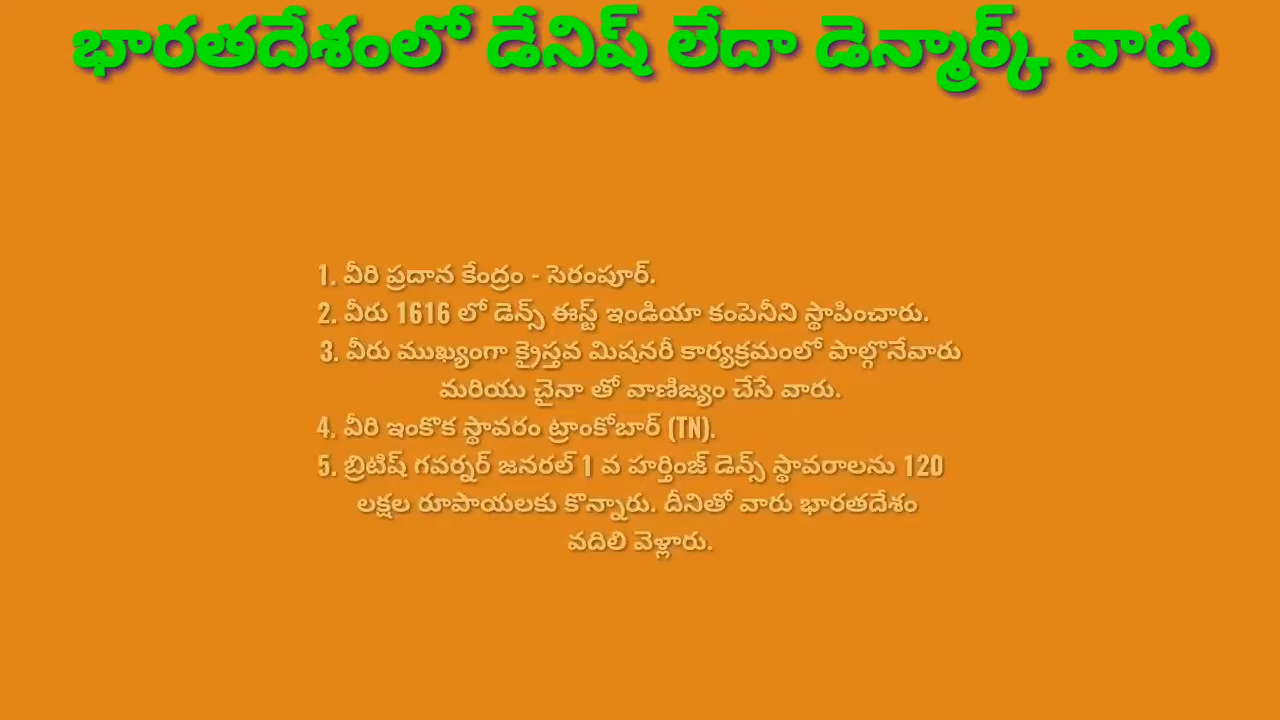 భారతదేశంలో డేనిష్ లేదా డెన్మార్క్ వారు
1. వీరి ప్రదాన కేంద్రం - సెరంపూర్.
2. వీరు 1616 లో డెన్స్ ఈస్ట్ ఇండియా కంపెనీని స్థాపించారు.
3. వీరు ముఖ్యంగా క్రైస్తవ మిషనరీ కార్యక్రమంలో పాల్గొనేవారు
మరియు చైనా తో వాణిజ్యం చేసే వారు.
4. వీరి ఇంకొక స్థావరం ట్రాంకోబార్ (TN).
5. బ్రిటిష్ గవర్నర్ జనరల్ 1 వ హర్తింజ్ డెన్స్ స్థావరాలను 120
లక్షల రూపాయలకు కొన్నారు. దీనితో వారు భారతదేశం
వదిలి వెళ్లారు.